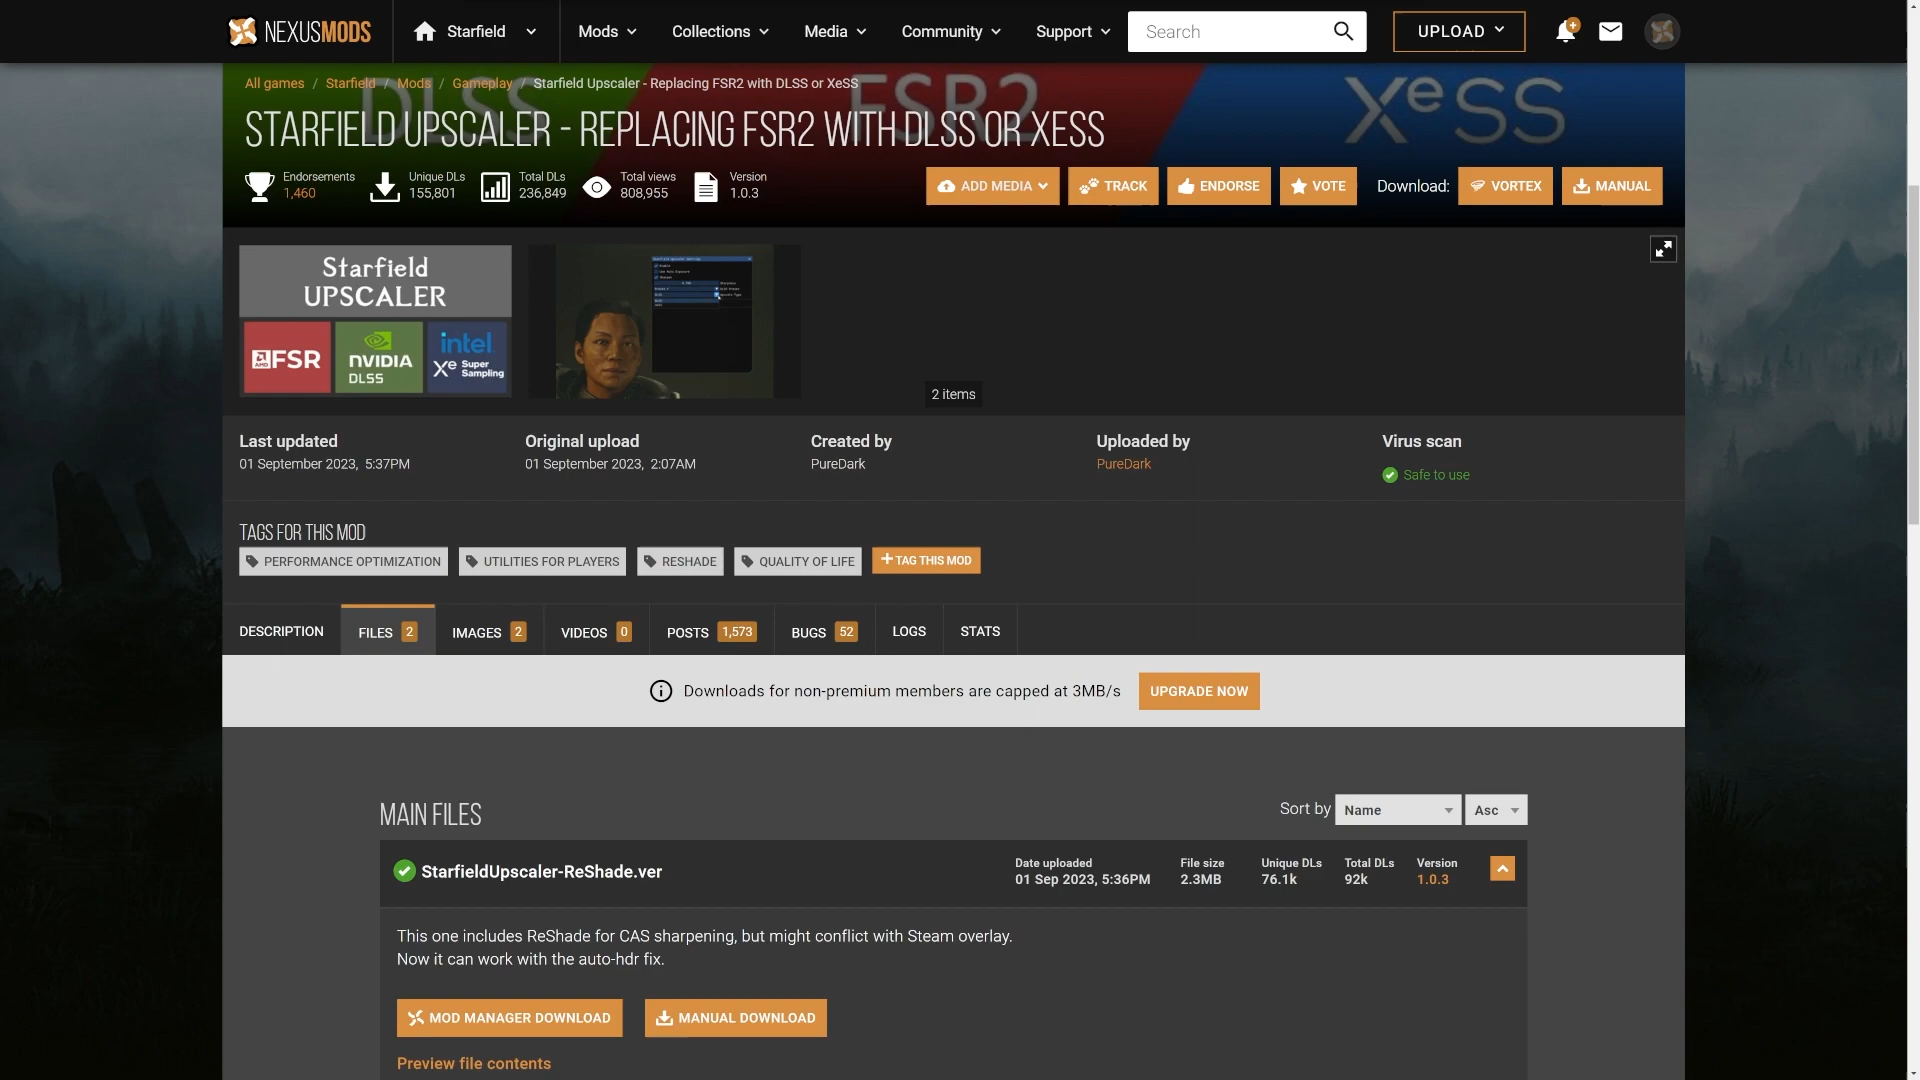 NEXUSMODS
Starfield
Mods
Collections
Media
Community
Support
Search
UPLOAD
All games / Starfield / Mods / Gameplay / Starfield Upscaler - Replacing FSR2 with DLSS or XeSS
DLSS
FSR2
XeSS
STARFIELD UPSCALER - REPLACING FSR2 WITH DLSS OR XESS
Endorsements
1,460
Unique DLs
155,801
Total DLs
236,849
Total views
808,955
Version
1.0.3
ADD MEDIA
TRACK
ENDORSE
VOTE
Download:
VORTEX
MANUAL
Starfield
UPSCALER
AMD FSR
NVIDIA
DLSS
intel
Xe Super
Sampling
2 items
Last updated
01 September 2023, 5:37PM
Original upload
01 September 2023, 2:07AM
Created by
PureDark
Uploaded by
PureDark
Virus scan
Safe to use
TAGS FOR THIS MOD
PERFORMANCE OPTIMIZATION
UTILITIES FOR PLAYERS
RESHADE
QUALITY OF LIFE
+ TAG THIS MOD
DESCRIPTION
FILES 2
IMAGES 2
VIDEOS 0
POSTS 1,573
BUGS 52
LOGS
STATS
Downloads for non-premium members are capped at 3MB/s
UPGRADE NOW
MAIN FILES
Sort by Name Asc
StarfieldUpscaler-ReShade.ver
Date uploaded
01 Sep 2023, 5:36PM
File size
2.3MB
Unique DLs
76.1k
Total DLs
92k
Version
1.0.3
This one includes ReShade for CAS sharpening, but might conflict with Steam overlay.
Now it can work with the auto-hdr fix.
MOD MANAGER DOWNLOAD
MANUAL DOWNLOAD
Preview file contents